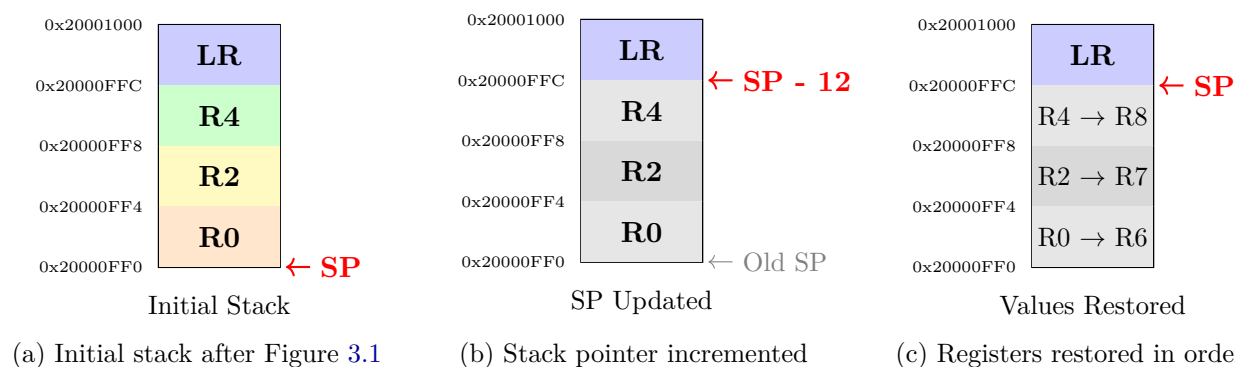 0x20001000
LR
0x20000FFC
R4
0x20000FF8
R2
0x20000FF4
R0
0x20000FF0
← SP
Initial Stack
(a) Initial stack after Figure 3.1
0x20001000
LR
0x20000FFC
← SP - 12
R4
0x20000FF8
R2
0x20000FF4
R0
0x20000FF0
← Old SP
SP Updated
(b) Stack pointer incremented
0x20001000
LR
0x20000FFC
← SP
R4 → R8
0x20000FF8
R2 → R7
0x20000FF4
R0 → R6
0x20000FF0
Values Restored
(c) Registers restored in orde